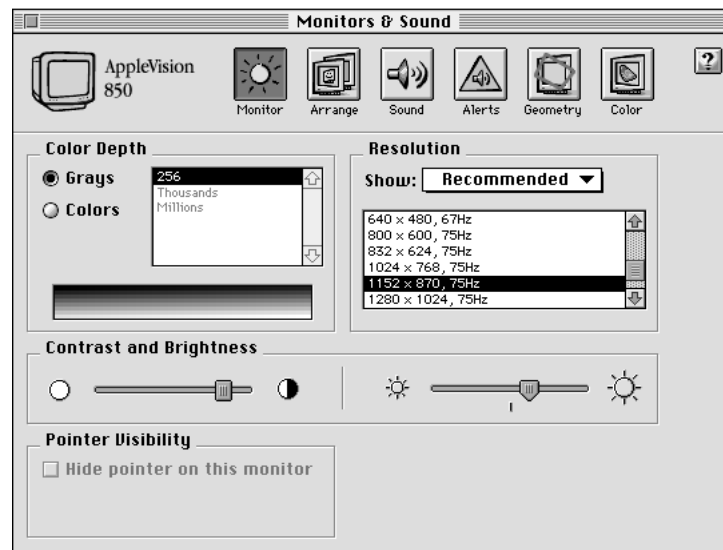 Monitors & Sound
AppleVision
850
Monitor
Arrange
Sound
Alerts
Geometry
Color
?
Color Depth
Grays
Colors
256
Thousands
Millions
Resolution
Show: Recommended
640 x 480, 67Hz
800 x 600, 75Hz
832 x 624, 75Hz
1024 x 768, 75Hz
1152 x 870, 75Hz
1280 x 1024, 75Hz
Contrast and Brightness
Pointer Visibility
Hide pointer on this monitor